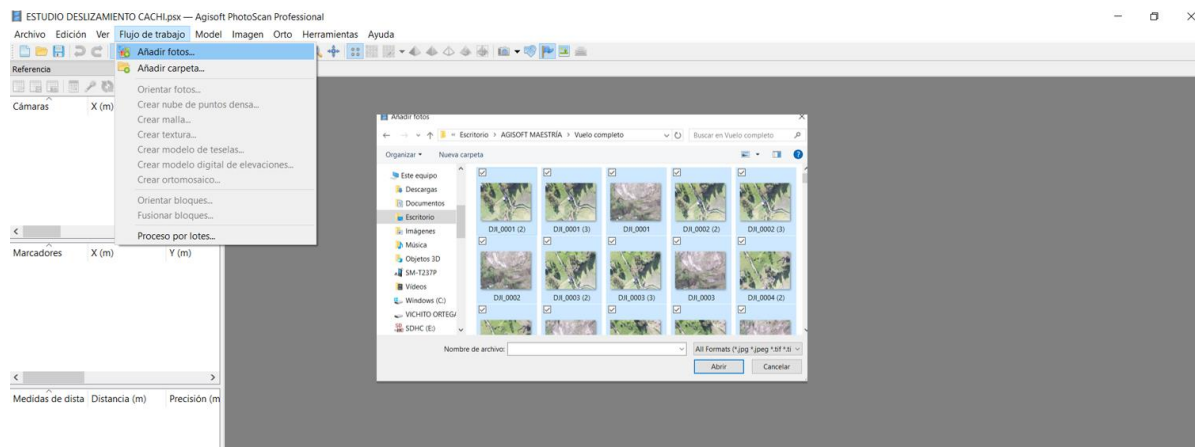 ESTUDIO DESLIZAMIENTO CACHI.psx — Agisoft PhotoScan Professional
Archivo Edición Ver Flujo de trabajo Model Imagen Orto Herramientas Ayuda
Referencia
Añadir fotos...
Añadir carpeta...
Orientar fotos...
Crear nube de puntos densa...
Crear malla...
Crear textura...
Crear modelo de teselas...
Crear modelo digital de elevaciones...
Crear ortomosaico...
Orientar bloques...
Fusionar bloques...
Proceso por lotes...
Cámaras X (m)
Marcadores X (m) Y (m)
Medidas de dista Distancia (m) Precisión (m
Añadir fotos
« Escritorio > AGISOFT MAESTRÍA > Vuelo completo
Buscar en Vuelo completo
Organizar Nueva carpeta
Este equipo
Descargas
Documentos
Escritorio
Imágenes
Música
Objetos 3D
SM-T237P
Videos
Windows (C:)
VICHITO ORTEGA
SDHC (E:)
DJI_0001 (2) DJI_0001 (3) DJI_0001 DJI_0002 (2) DJI_0002 (3)
DJI_0002 DJI_0003 (2) DJI_0003 (3) DJI_0003 DJI_0004 (2)
Nombre de archivo:
All Formats (*.jpg *.jpeg *.tif *.ti
Abrir Cancelar